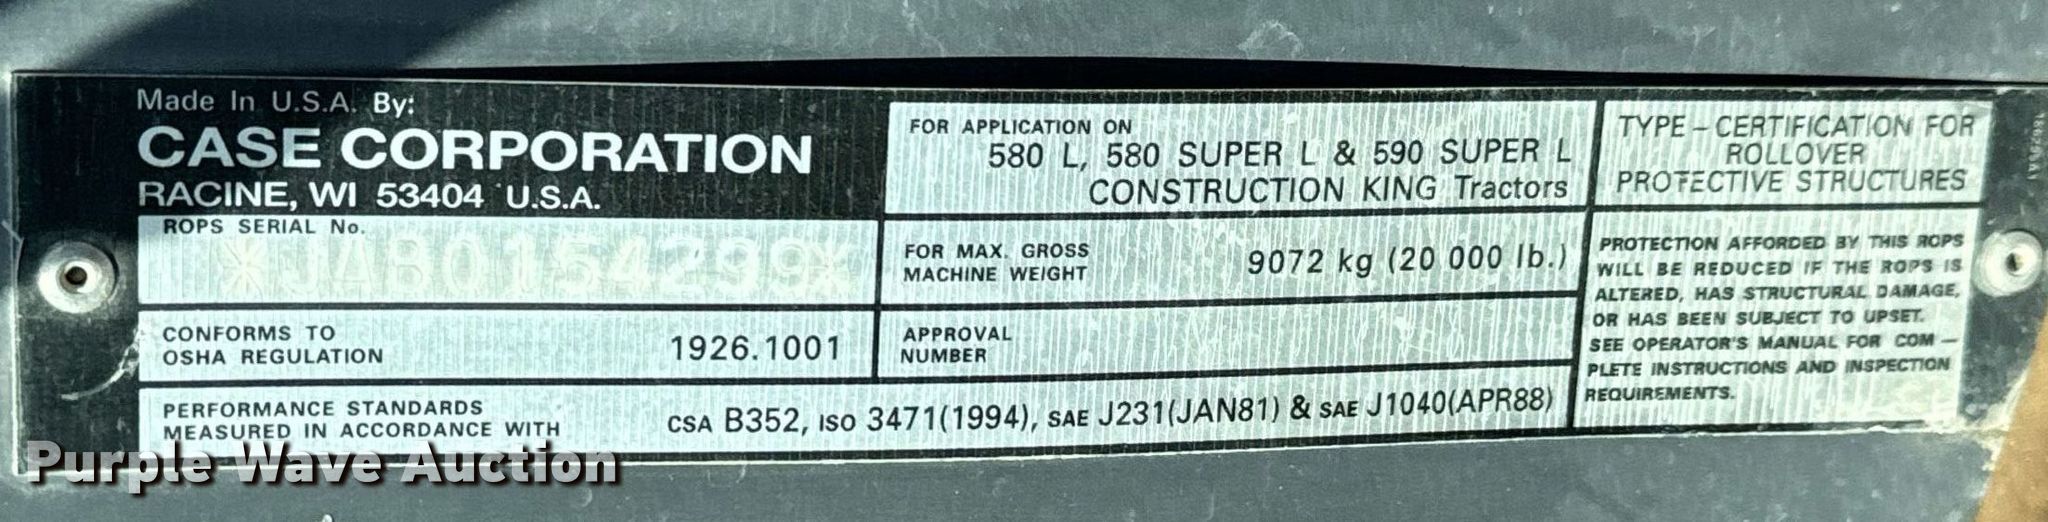 Made In U.S.A. By:
CASE CORPORATION
RACINE, WI 53404 U.S.A.
ROPS SERIAL No.
*JAB0154299*
CONFORMS TO
OSHA REGULATION
1926.1001
PERFORMANCE STANDARDS
MEASURED IN ACCORDANCE WITH
CSA B352, ISO 3471(1994), SAE J231(JAN81) & SAE J1040(APR88)
FOR APPLICATION ON
580 L, 580 SUPER L & 590 SUPER L
CONSTRUCTION KING Tractors
FOR MAX. GROSS
MACHINE WEIGHT
9072 kg (20 000 lb.)
APPROVAL
NUMBER
TYPE – CERTIFICATION FOR
ROLLOVER
PROTECTIVE STRUCTURES
PROTECTION AFFORDED BY THIS ROPS
WILL BE REDUCED IF THE ROPS IS
ALTERED, HAS STRUCTURAL DAMAGE,
OR HAS BEEN SUBJECT TO UPSET.
SEE OPERATOR'S MANUAL FOR COM –
PLETE INSTRUCTIONS AND INSPECTION
REQUIREMENTS.
Purple Wave Auction